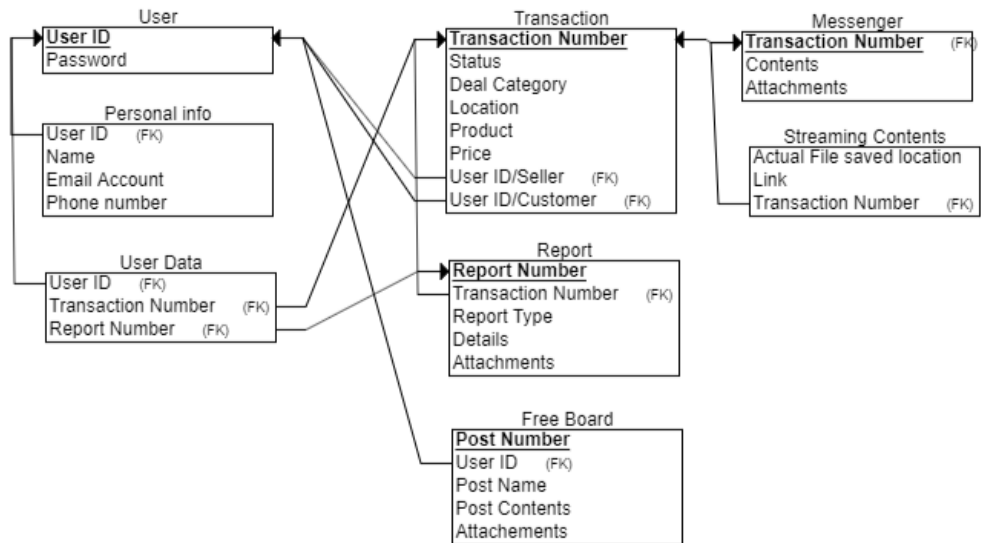 User
User ID
Password
Personal info
User ID (FK)
Name
Email Account
Phone number
User Data
User ID (FK)
Transaction Number (FK)
Report Number (FK)
Transaction
Transaction Number
Status
Deal Category
Location
Product
Price
User ID/Seller (FK)
User ID/Customer (FK)
Report
Report Number
Transaction Number (FK)
Report Type
Details
Attachments
Free Board
Post Number
User ID (FK)
Post Name
Post Contents
Attachements
Messenger
Transaction Number (FK)
Contents
Attachments
Streaming Contents
Actual File saved location
Link
Transaction Number (FK)